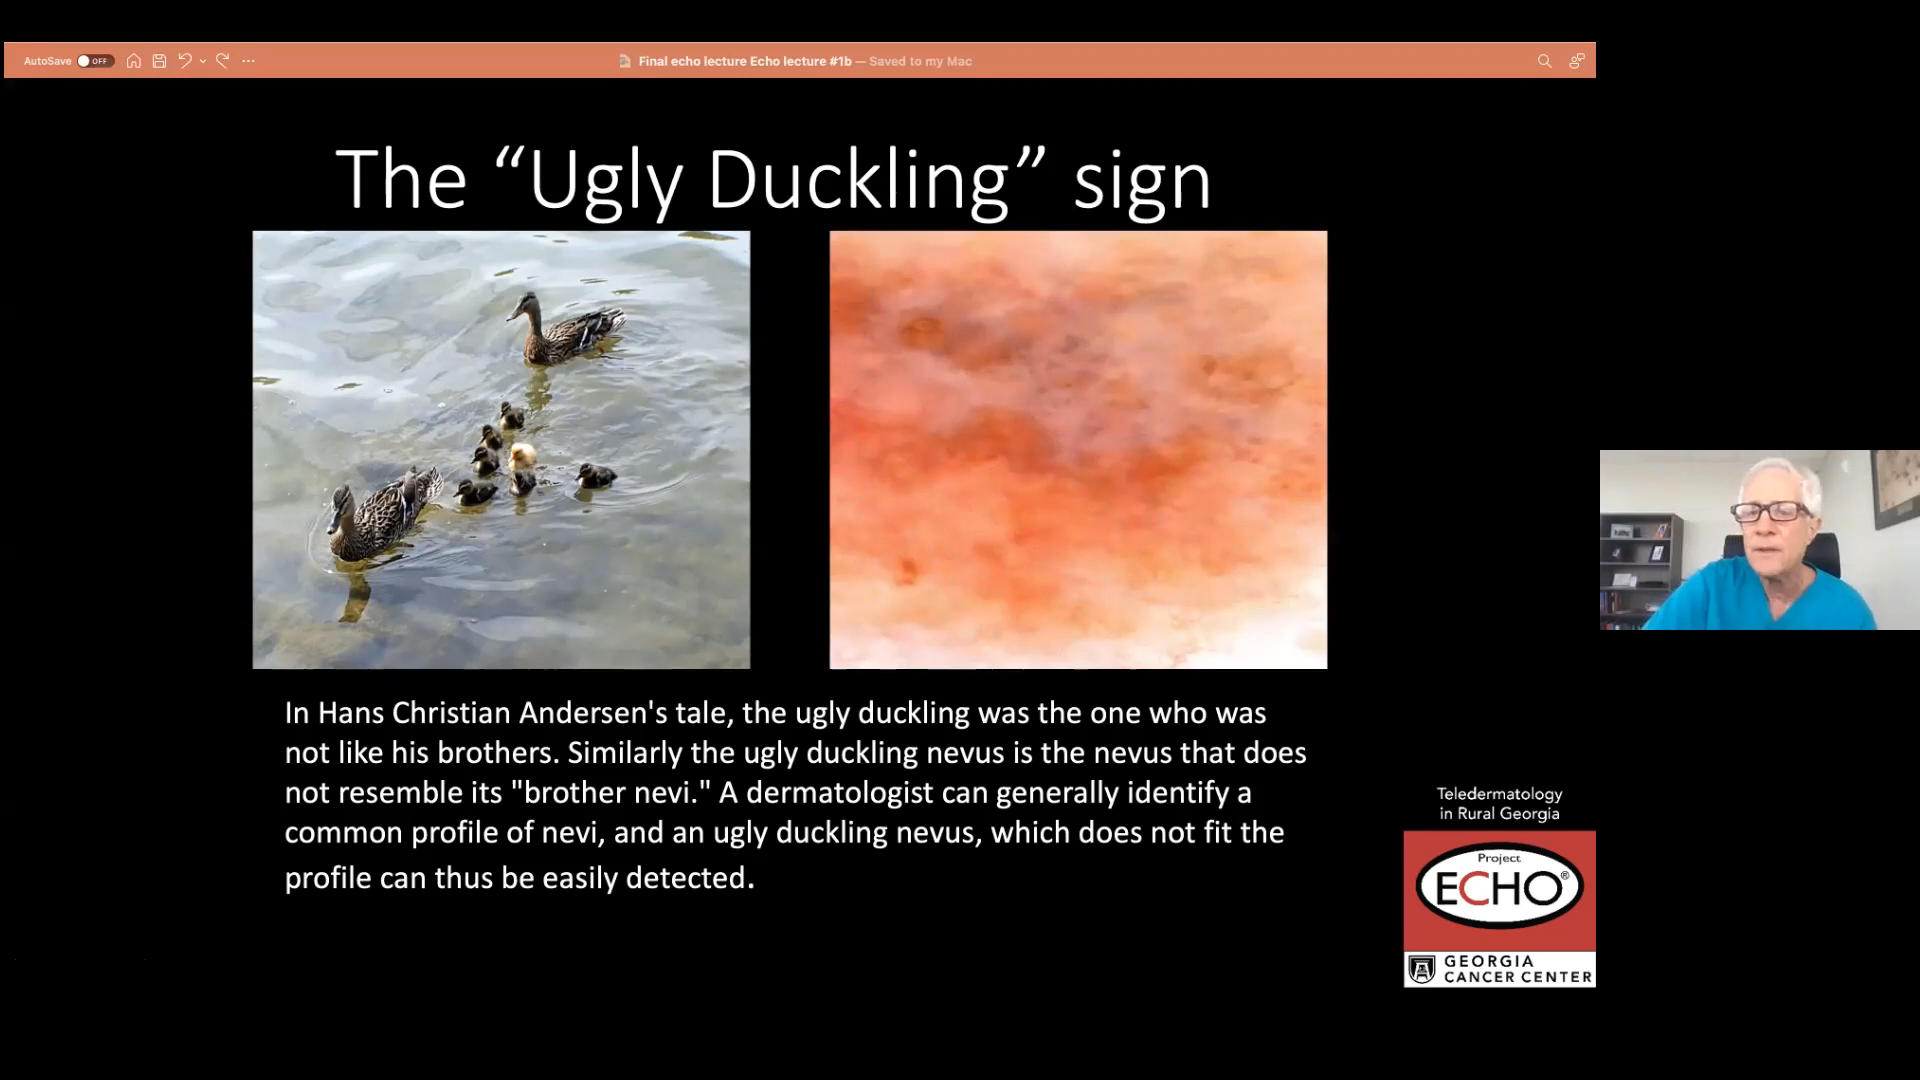 AutoSave OFF
Final echo lecture Echo lecture #1b — Saved to my Mac
The “Ugly Duckling” sign
In Hans Christian Andersen's tale, the ugly duckling was the one who was
not like his brothers. Similarly the ugly duckling nevus is the nevus that does
not resemble its "brother nevi." A dermatologist can generally identify a
common profile of nevi, and an ugly duckling nevus, which does not fit the
profile can thus be easily detected.
Teledermatology
in Rural Georgia
Project
ECHO®
GEORGIA
CANCER CENTER